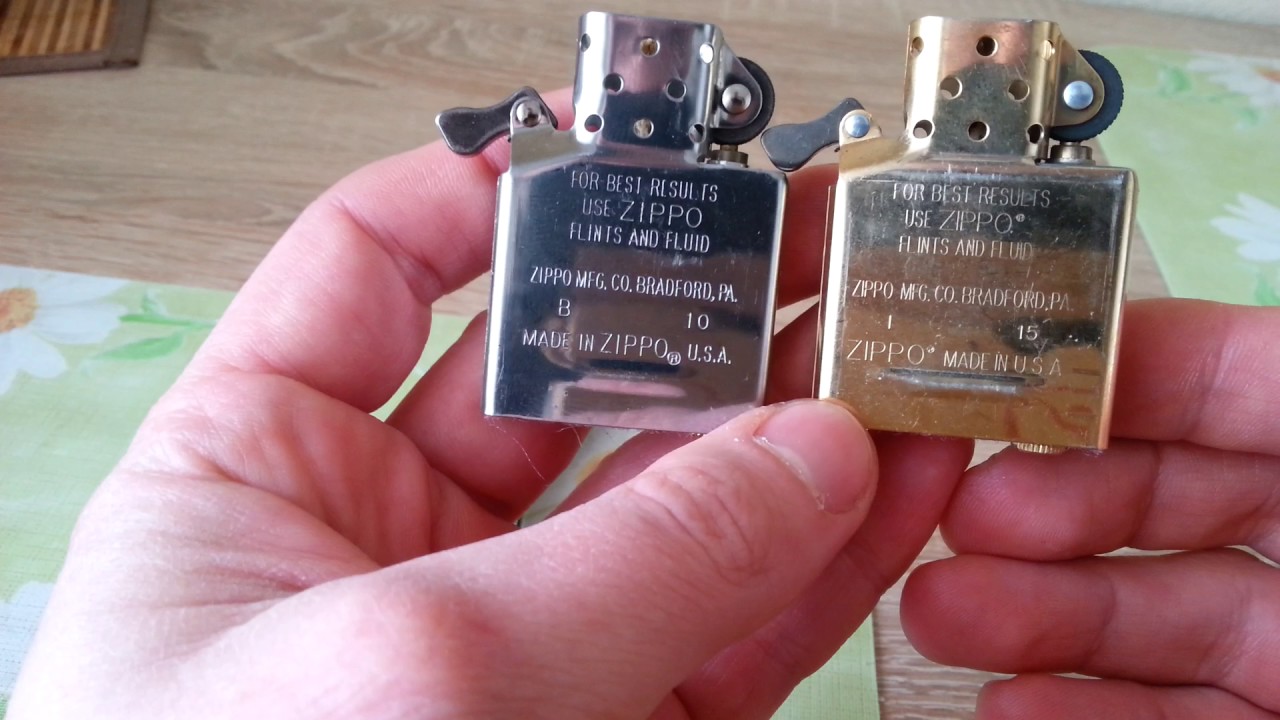 FOR BEST RESULTS
USE ZIPPO
FLINTS AND FLUID
ZIPPO MFG. CO. BRADFORD, PA.
B 10
MADE IN ZIPPO® U.S.A.
FOR BEST RESULTS
USE ZIPPO®
FLINTS AND FLUID
ZIPPO MFG. CO. BRADFORD, PA
I 15
ZIPPO® MADE IN U S A